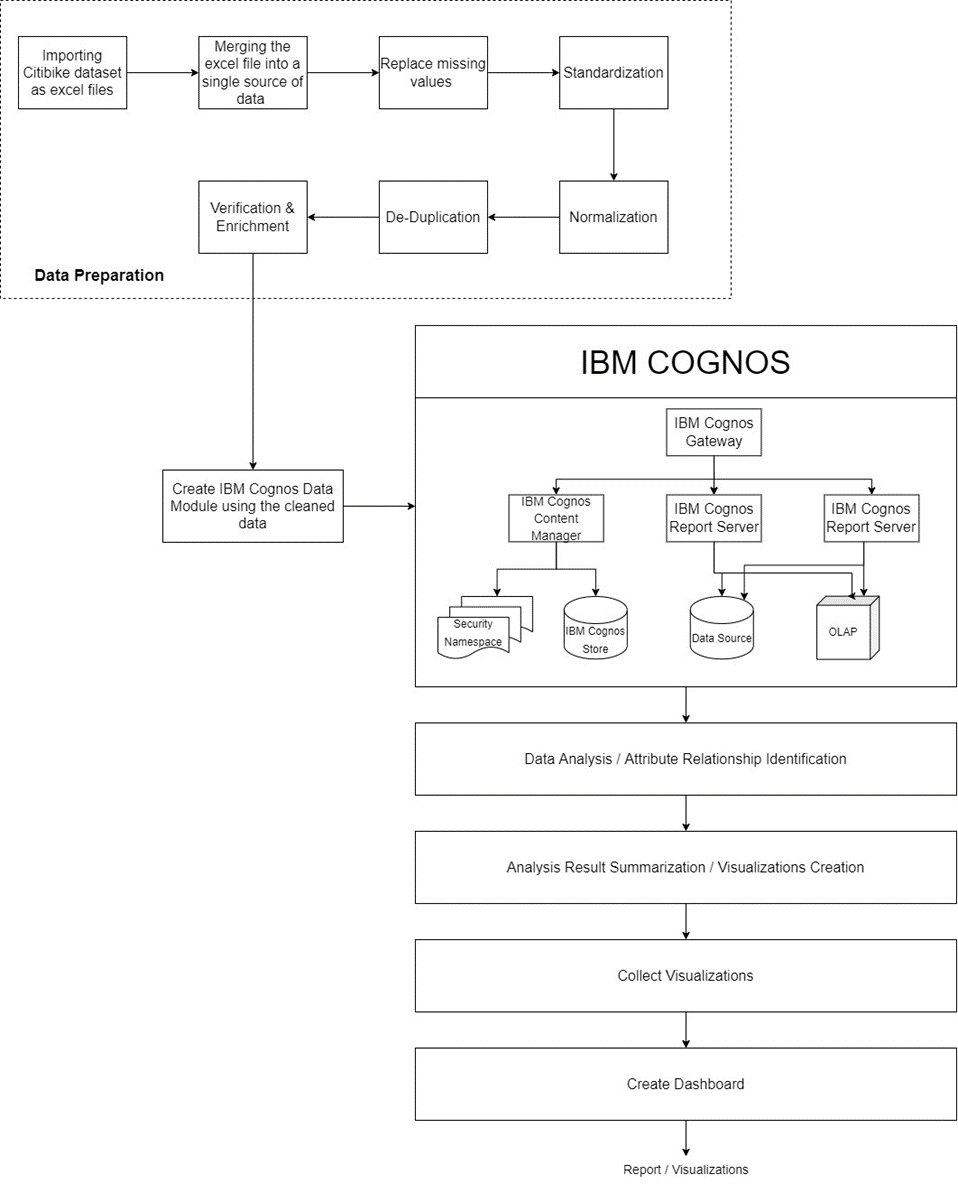 Importing
Citibike dataset
as excel files
Merging the
excel file into a
single source of
data
Replace missing
values
Standardization
Verification &
Enrichment
De-Duplication
Normalization
Data Preparation
IBM COGNOS
IBM Cognos
Gateway
Create IBM Cognos Data
Module using the cleaned
data
IBM Cognos
Content
Manager
IBM Cognos
Report Server
IBM Cognos
Report Server
Security
Namespace
IBM Cognos
Store
Data Source
OLAP
Data Analysis / Attribute Relationship Identification
Analysis Result Summarization / Visualizations Creation
Collect Visualizations
Create Dashboard
Report / Visualizations